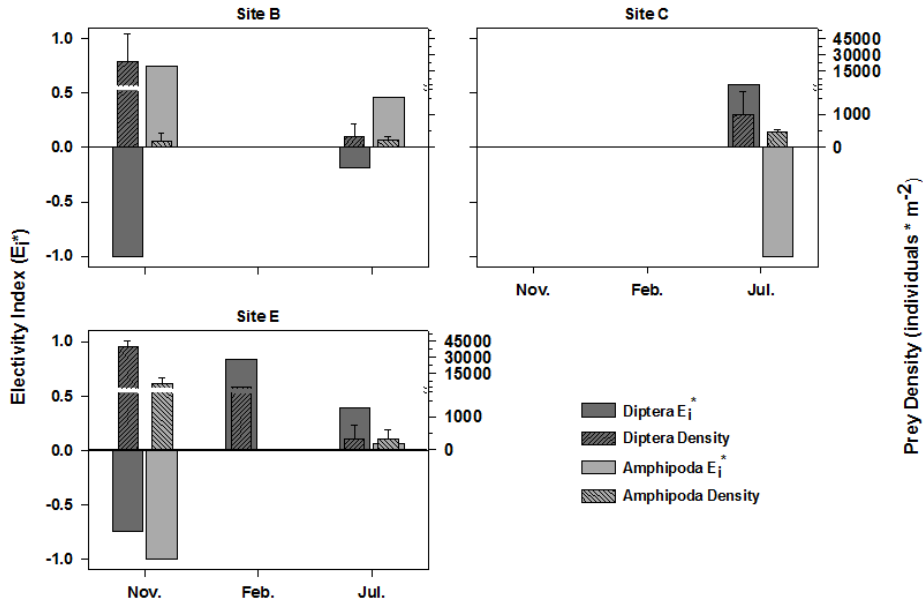 Site B
Site C
1.0
0.5
0.0
-0.5
-1.0
45000
30000
15000
1000
0
Nov.
Feb.
Jul.
Site E
1.0
0.5
0.0
-0.5
-1.0
45000
30000
15000
1000
0
Nov.
Feb.
Jul.
Electivity Index (Ei*)
Prey Density (individuals * m-2)
Diptera Ei*
Diptera Density
Amphipoda Ei*
Amphipoda Density